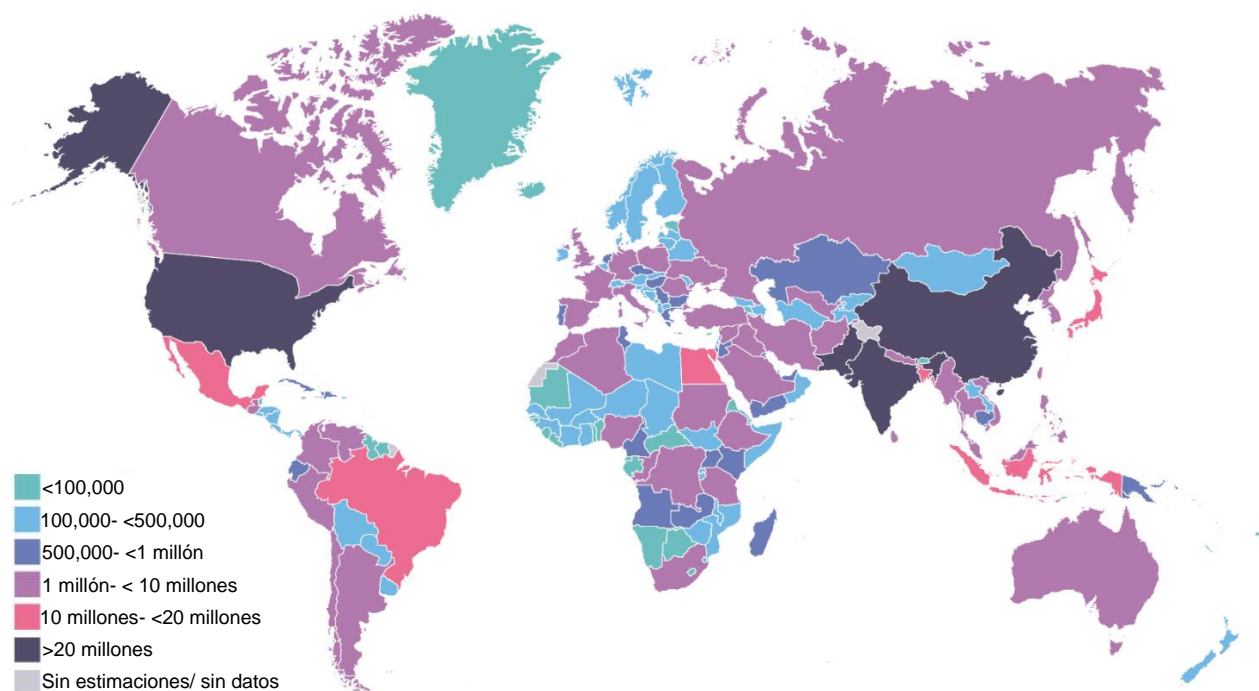 <100,000
100,000- <500,000
500,000- <1 millón
1 millón- < 10 millones
10 millones- <20 millones
>20 millones
Sin estimaciones/ sin datos